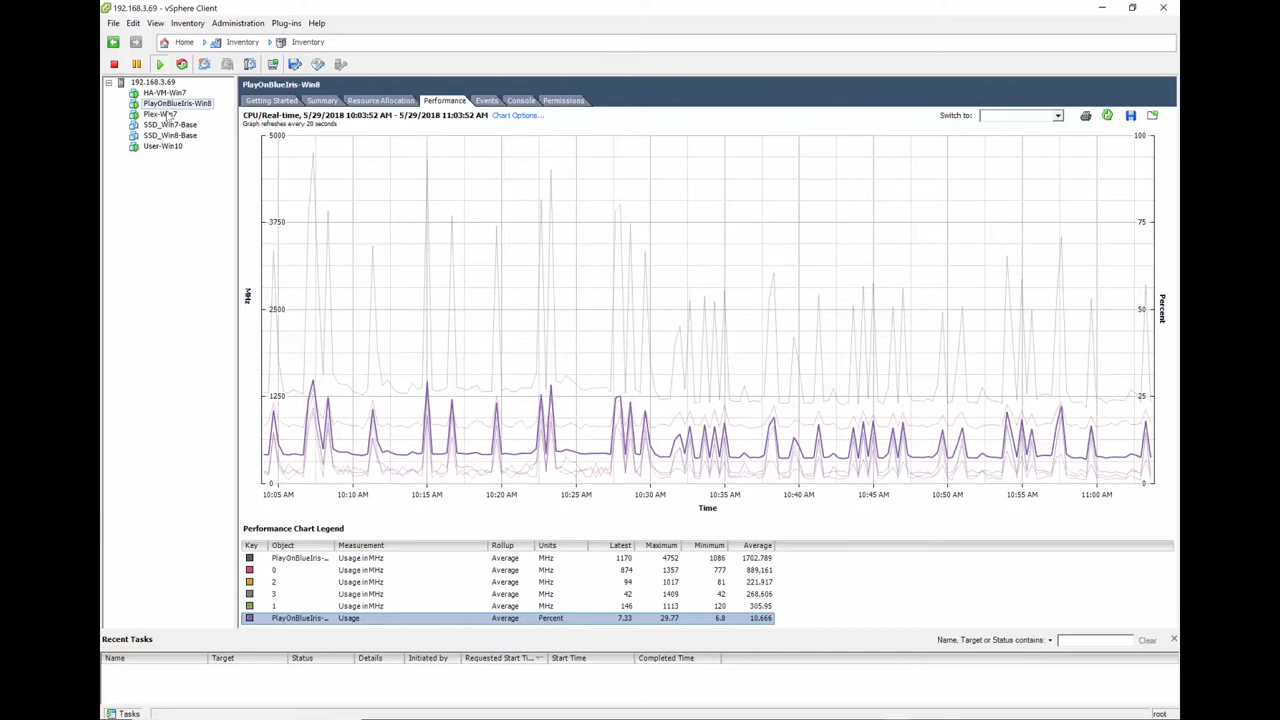 192.168.3.69 - vSphere Client
File Edit View Inventory Administration Plug-ins Help
Home Inventory Inventory
192.168.3.69
HA-VM-Win7
PlayOnBlueIris-Win8
Plex-Win7
SSD_Win7-Base
SSD_Win8-Base
User-Win10
PlayOnBlueIris-Win8
Getting Started Summary Resource Allocation Performance Events Console Permissions
CPU/Real-time, 5/29/2018 10:03:52 AM - 5/29/2018 11:03:52 AM Chart Options... Switch to:
Graph refreshes every 20 seconds
5000 100
3750 75
2500 50
MHz Percent
1250 25
0 0
10:05 AM 10:10 AM 10:15 AM 10:20 AM 10:25 AM 10:30 AM 10:35 AM 10:40 AM 10:45 AM 10:50 AM 10:55 AM 11:00 AM
Time
Performance Chart Legend
Key Object Measurement Rollup Units Latest Maximum Minimum Average
PlayOnBlueIris-... Usage in MHz Average MHz 1170 4752 1086 1702.789
0 Usage in MHz Average MHz 874 1357 777 889.161
2 Usage in MHz Average MHz 94 1017 81 221.917
3 Usage in MHz Average MHz 42 1409 42 268.606
1 Usage in MHz Average MHz 146 1113 120 305.95
PlayOnBlueIris-... Usage Average Percent 7.33 29.77 6.8 10.666
Recent Tasks Name, Target or Status contains: Clear
Name Target Status Details Initiated by Requested Start Ti... Start Time Completed Time
Tasks root